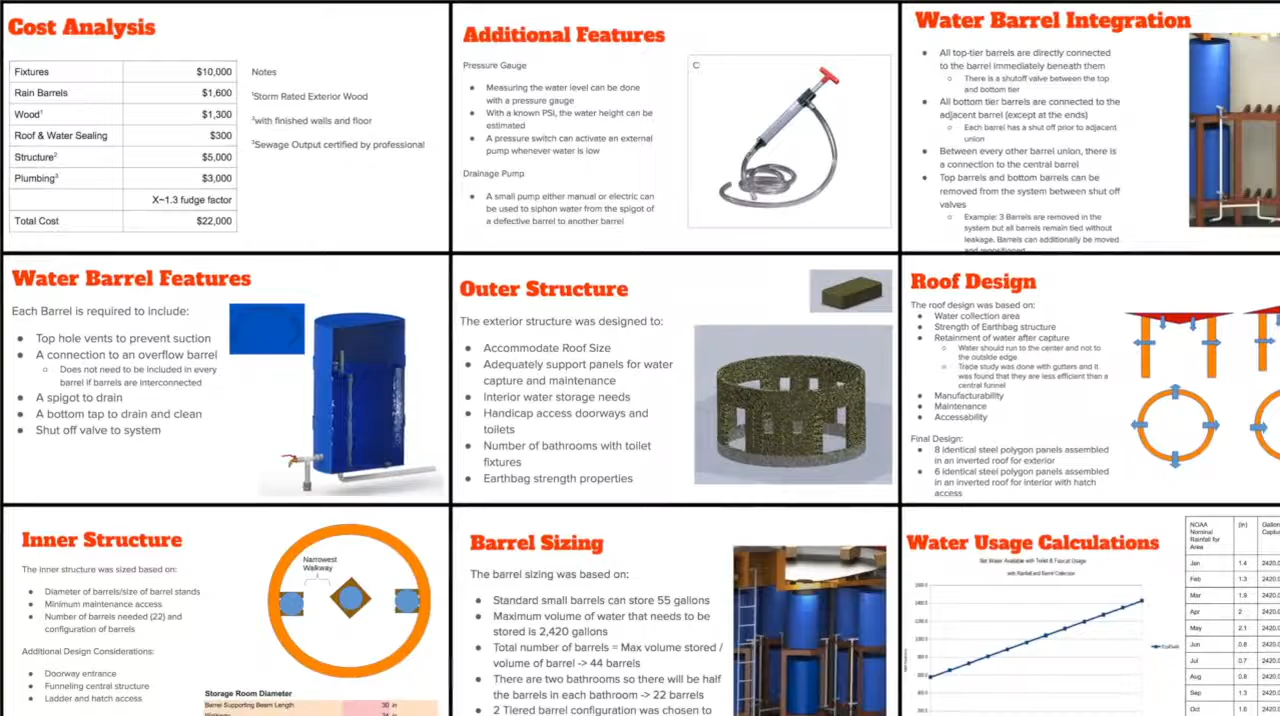 Cost Analysis
Fixtures $10,000
Rain Barrels $1,600
Wood¹ $1,300
Roof & Water Sealing $300
Structure² $5,000
Plumbing³ $3,000
X~1.3 fudge factor
Total Cost $22,000
Notes
¹Storm Rated Exterior Wood
²with finished walls and floor
³Sewage Output certified by professional
Additional Features
Pressure Gauge
● Measuring the water level can be done
with a pressure gauge
● With a known PSI, the water height can be
estimated
● A pressure switch can activate an external
pump whenever water is low
Drainage Pump
● A small pump either manual or electric can
be used to siphon water from the spigot of
a defective barrel to another barrel
Water Barrel Integration
● All top-tier barrels are directly connected
to the barrel immediately beneath them
○ There is a shutoff valve between the top
and bottom tier
● All bottom tier barrels are connected to the
adjacent barrel (except at the ends)
○ Each barrel has a shut off prior to adjacent
union
● Between every other barrel union, there is
a connection to the central barrel
● Top barrels and bottom barrels can be
removed from the system between shut off
valves
○ Example: 3 Barrels are removed in the
system but all barrels remain tied without
leakage. Barrels can additionally be moved
and repositioned
Water Barrel Features
Each Barrel is required to include:
● Top hole vents to prevent suction
● A connection to an overflow barrel
○ Does not need to be included in every
barrel if barrels are interconnected
● A spigot to drain
● A bottom tap to drain and clean
● Shut off valve to system
Outer Structure
The exterior structure was designed to:
● Accommodate Roof Size
● Adequately support panels for water
capture and maintenance
● Interior water storage needs
● Handicap access doorways and
toilets
● Number of bathrooms with toilet
fixtures
● Earthbag strength properties
Roof Design
The roof design was based on:
● Water collection area
● Strength of Earthbag structure
● Retainment of water after capture
○ Water should run to the center and not to
the outside edge
○ Trade study was done with gutters and it
was found that they are less efficient than a
central funnel
● Manufacturability
● Maintenance
● Accessability
Final Design:
● 8 identical steel polygon panels assembled
in an inverted roof for exterior
● 6 identical steel polygon panels assembled
in an inverted roof for interior with hatch
access
Inner Structure
The inner structure was sized based on:
● Diameter of barrels/size of barrel stands
● Minimum maintenance access
● Number of barrels needed (22) and
configuration of barrels
Additional Design Considerations:
● Doorway entrance
● Funneling central structure
● Ladder and hatch access
Narrowest
Walkway
Storage Room Diameter
Barrel Supporting Beam Length 30 in
Barrel Sizing
The barrel sizing was based on:
● Standard small barrels can store 55 gallons
● Maximum volume of water that needs to be
stored is 2,420 gallons
● Total number of barrels = Max volume stored /
volume of barrel -> 44 barrels
● There are two bathrooms so there will be half
the barrels in each bathroom -> 22 barrels
● 2 Tiered barrel configuration was chosen to
Water Usage Calculations
Net Water Available with Toilet & Faucet Usage
with Rainfall and Barrel Collection
NOAA
Nominal
Rainfall for
Area
(in)
Gallon
Captu
Jan 1.4 2420.0
Feb 1.3 2420.0
Mar 1.9 2420.0
Apr 2 2420.0
May 2.1 2420.0
Jun 0.8 2420.0
Jul 0.7 2420.0
Aug 0.8 2420.0
Sep 1.3 2420.0
Oct 1.6 2420.0